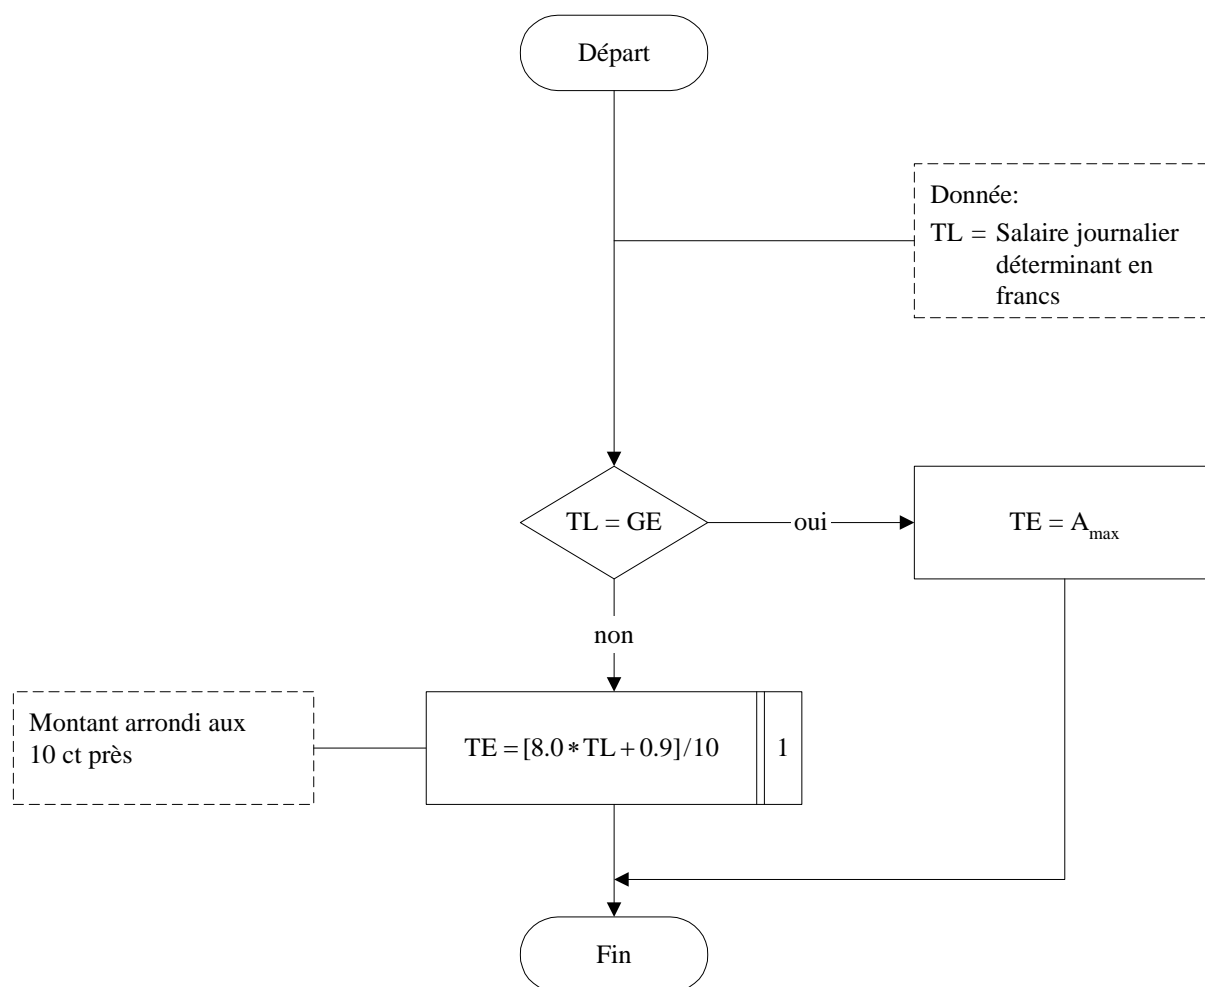 Départ
Donnée:
TL = Salaire journalier
déterminant en
francs
TL = GE
oui
TE = Amax
non
Montant arrondi aux
10 ct près
TE = [8.0 * TL + 0.9] / 10
1
Fin